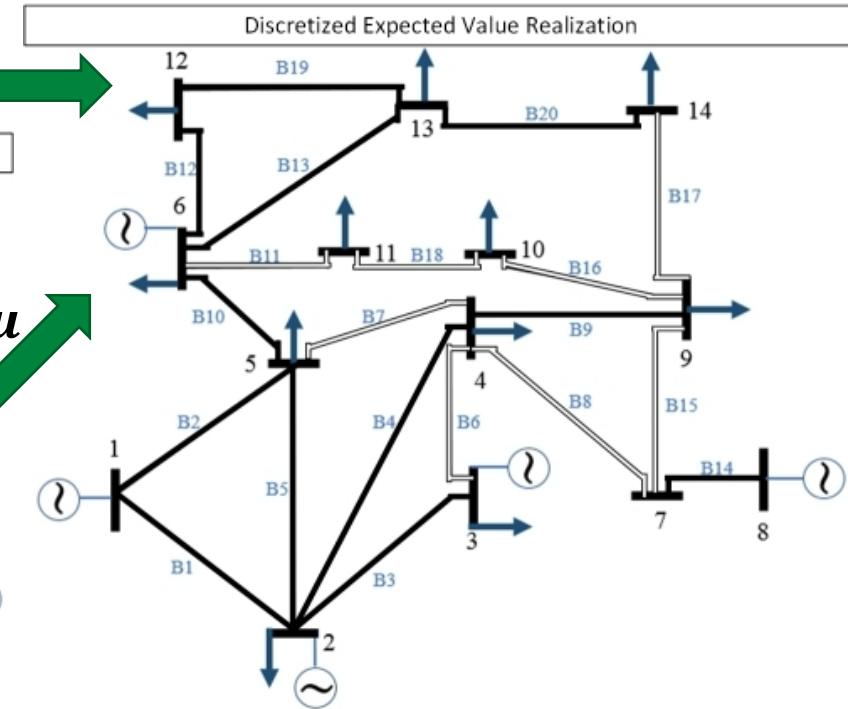 Discretized Expected Value Realization
12
B19
13
B20
14
B12
B13
B17
6
B11
11
B18
10
B16
u
B10
B7
B9
5
4
9
B2
B4
B6
B8
B15
1
B5
B14
3
7
8
B1
B3
2